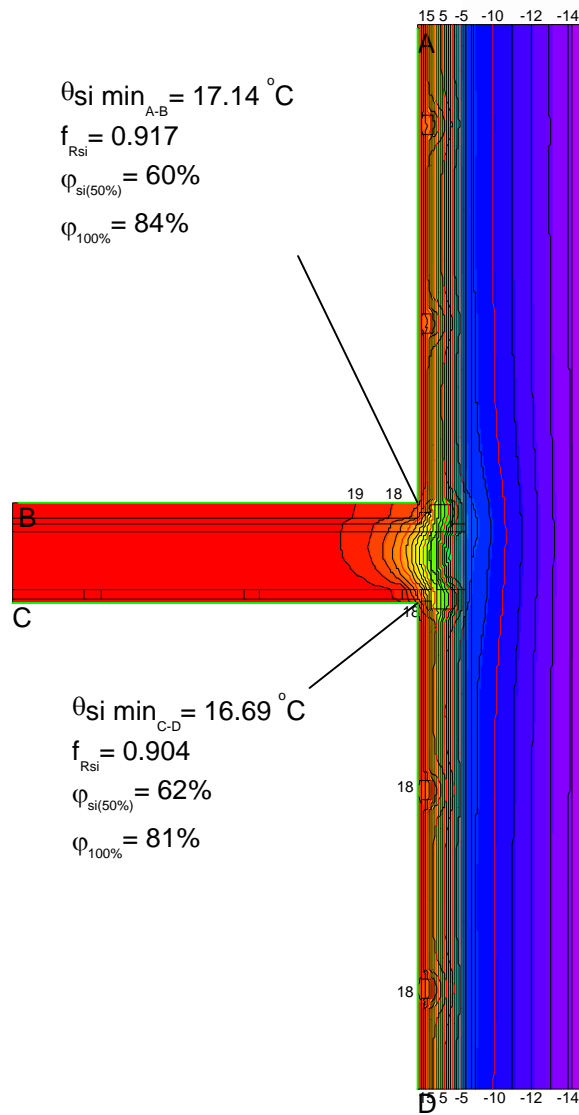 15 5 -5 -10 -12 -14
A
θsi min A-B = 17.14 °C
fRsi = 0.917
φsi(50%) = 60%
φ100% = 84%
19 18
B
C
18
θsi min C-D = 16.69 °C
fRsi = 0.904
φsi(50%) = 62%
φ100% = 81%
18
18
15 5 -5 -10 -12 -14
D